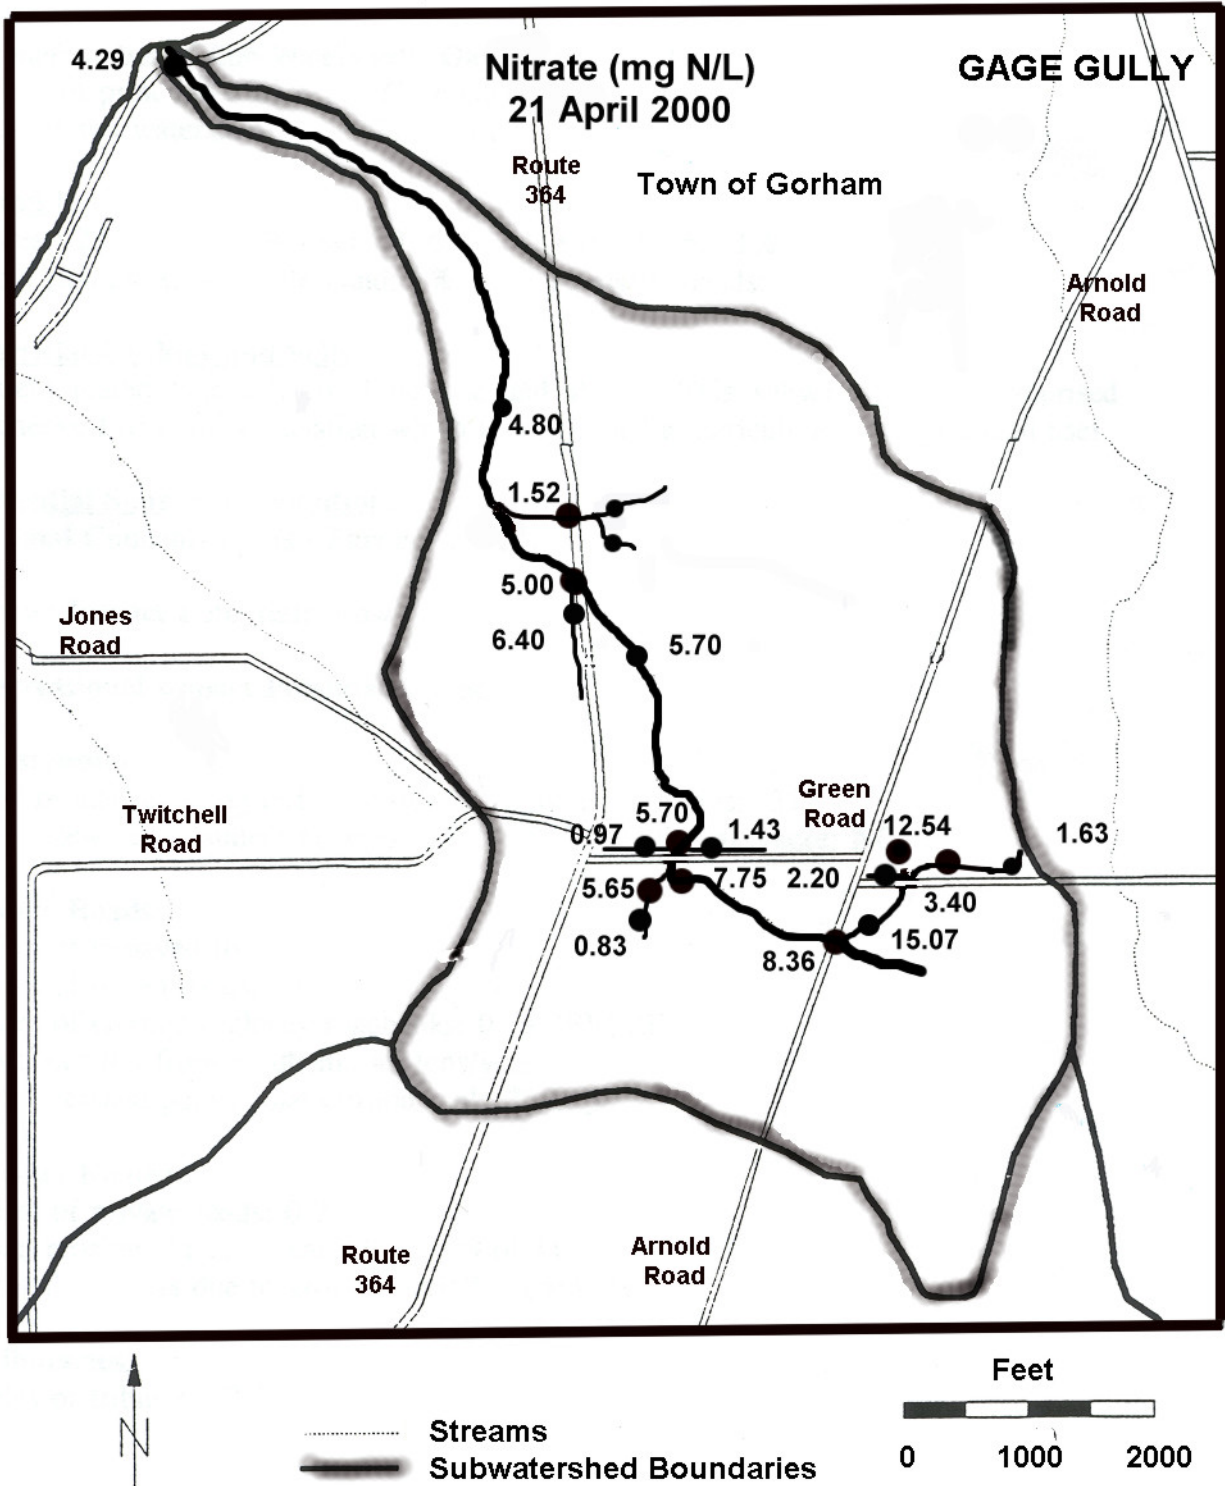 4.29
Nitrate (mg N/L)
21 April 2000
GAGE GULLY
Route
364
Town of Gorham
Arnold
Road
4.80
1.52
5.00
6.40
5.70
Jones
Road
Twitchell
Road
Green
Road
5.70
0.97
1.43
12.54
1.63
5.65
7.75
2.20
3.40
0.83
8.36
15.07
Route
364
Arnold
Road
N
Feet
0 1000 2000
Streams
Subwatershed Boundaries